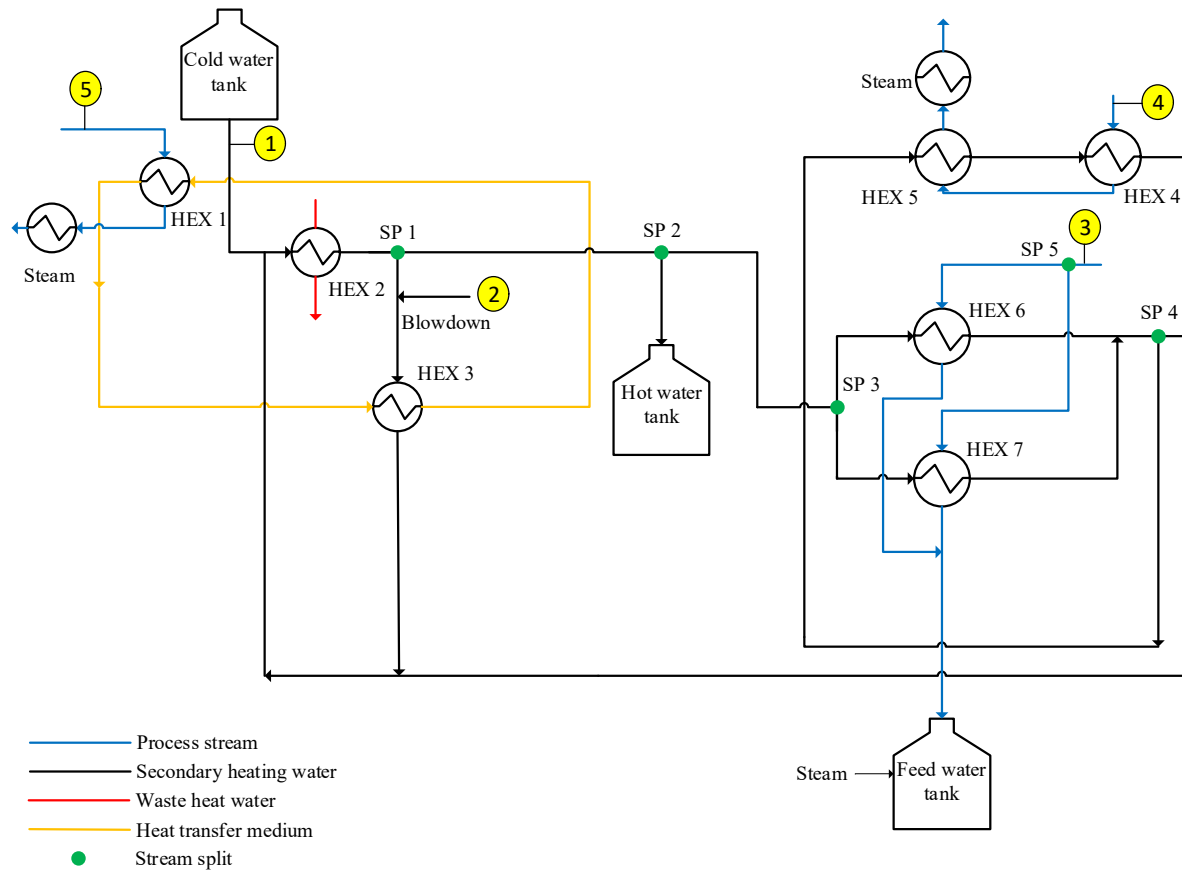 Cold water
tank
5
1
HEX 1
Steam
SP 1
SP 2
HEX 2
2
Blowdown
HEX 3
Hot water
tank
Steam
4
HEX 5
HEX 4
3
SP 5
HEX 6
SP 4
SP 3
HEX 7
Steam
Feed water
tank
Process stream
Secondary heating water
Waste heat water
Heat transfer medium
Stream split